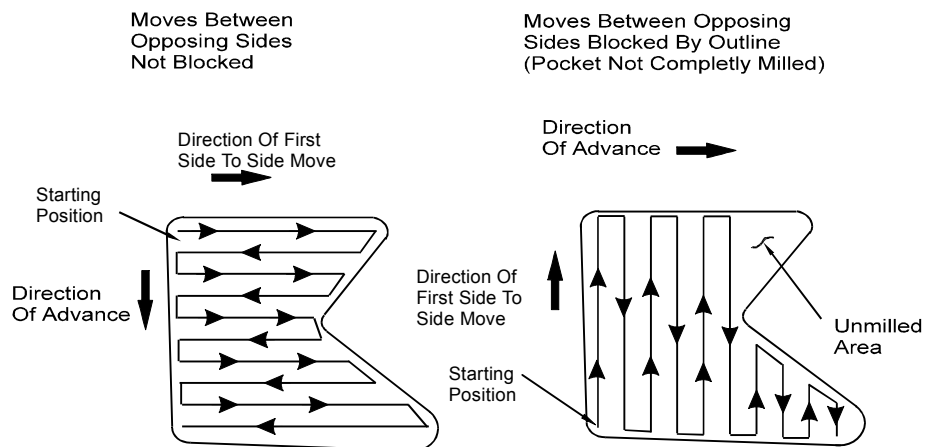 Moves Between
Opposing Sides
Not Blocked
Direction Of First
Side To Side Move
Starting
Position
Direction
Of Advance
Moves Between Opposing
Sides Blocked By Outline
(Pocket Not Completly Milled)
Direction
Of Advance
Direction Of
First Side To
Side Move
Starting
Position
Unmilled
Area